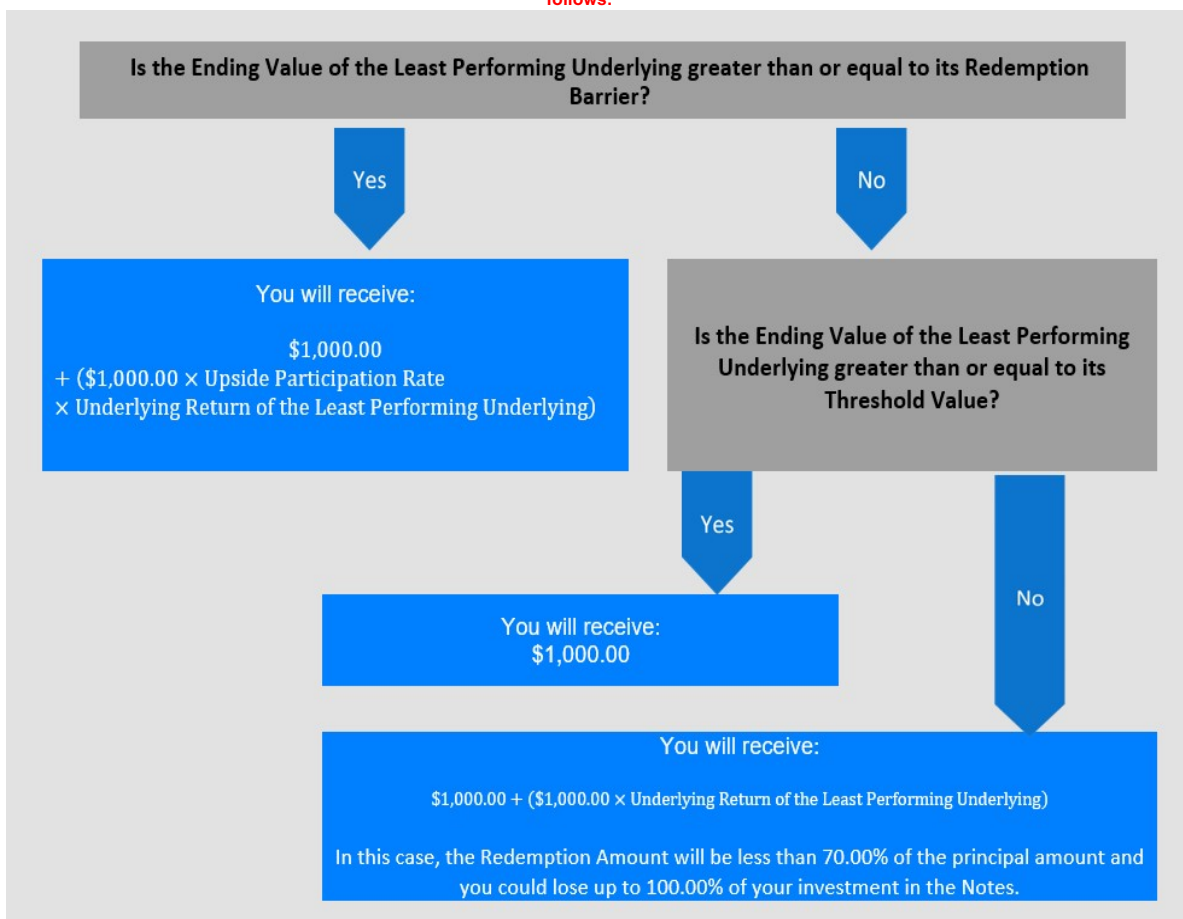 follows:
Is the Ending Value of the Least Performing Underlying greater than or equal to its Redemption
Barrier?
Yes
No
You will receive:
$1,000.00
+ ($1,000.00 × Upside Participation Rate
× Underlying Return of the Least Performing Underlying)
Is the Ending Value of the Least Performing
Underlying greater than or equal to its
Threshold Value?
Yes
No
You will receive:
$1,000.00
You will receive:
$1,000.00 + ($1,000.00 × Underlying Return of the Least Performing Underlying)
In this case, the Redemption Amount will be less than 70.00% of the principal amount and
you could lose up to 100.00% of your investment in the Notes.